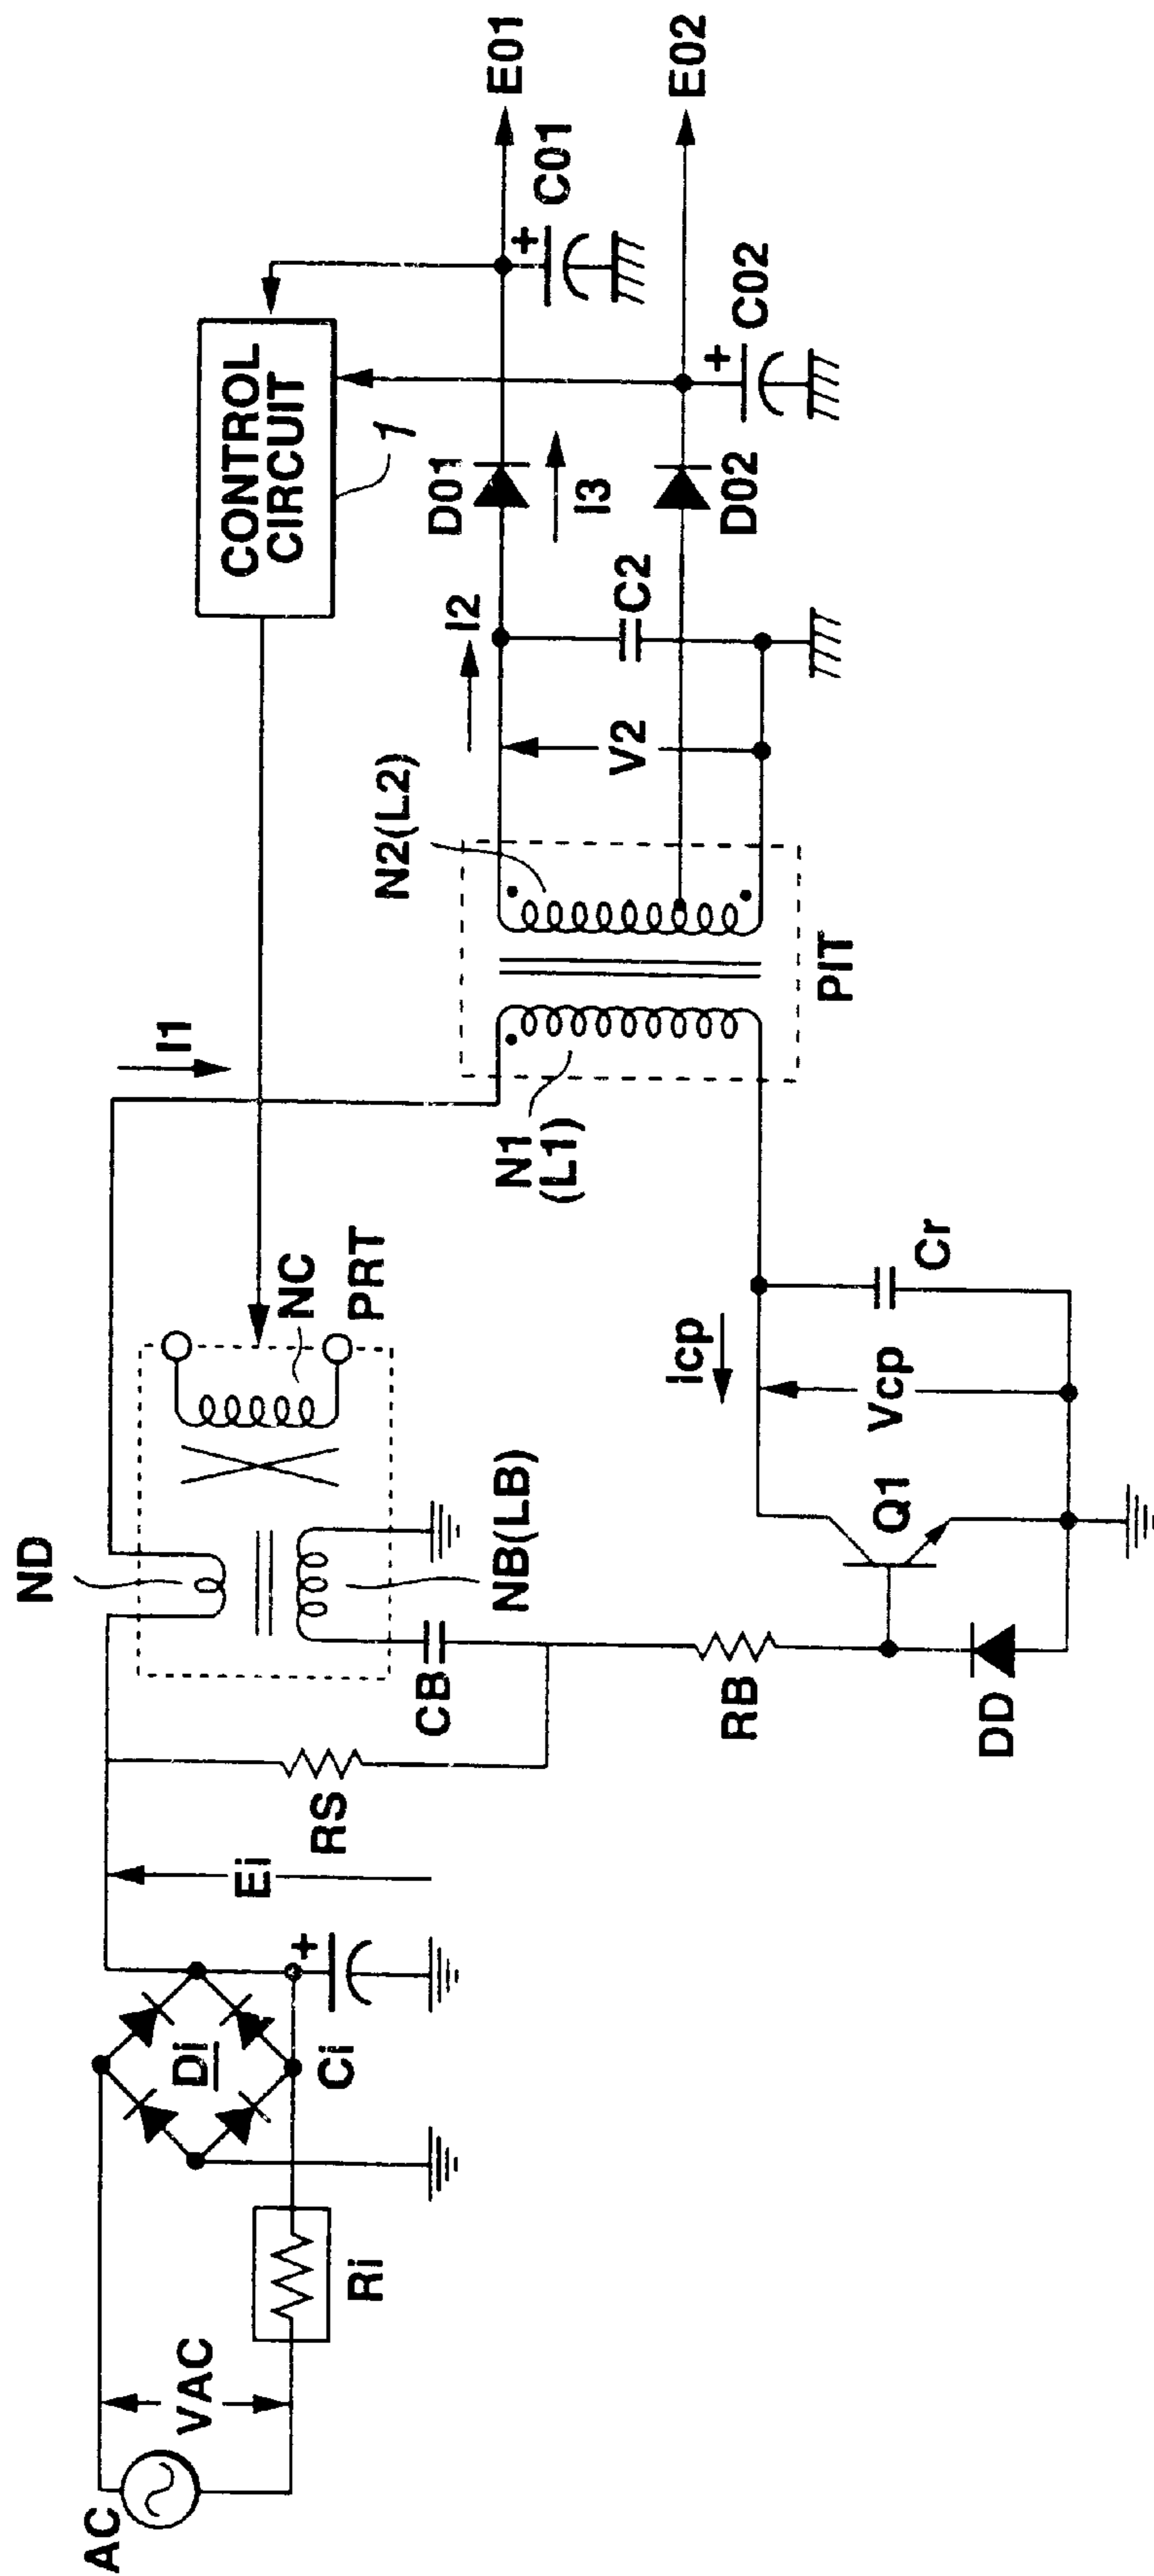 AC
VAC
Ri
Di
Ci
+
Ei
RS
ND
CB
NB(LB)
NC
PRT
RB
DD
Q1
Vcp
icp
Cr
I1
N1
(L1)
N2(L2)
PIT
V2
I2
C2
CONTROL
CIRCUIT
1
D01
I3
D02
+
C01
+
C02
E01
E02